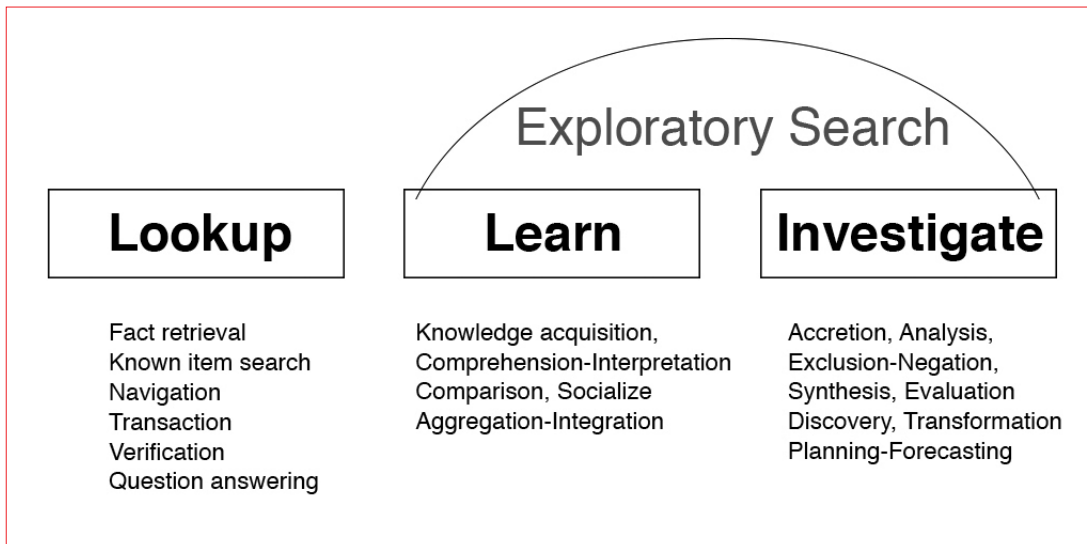 Exploratory Search
Lookup
Fact retrieval
Known item search
Navigation
Transaction
Verification
Question answering
Learn
Knowledge acquisition,
Comprehension-Interpretation
Comparison, Socialize
Aggregation-Integration
Investigate
Accretion, Analysis,
Exclusion-Negation,
Synthesis, Evaluation
Discovery, Transformation
Planning-Forecasting